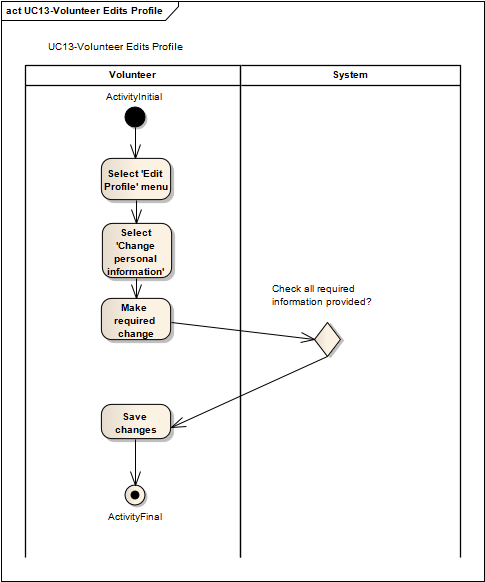 act UC13-Volunteer Edits Profile
UC13-Volunteer Edits Profile
Volunteer
System
ActivityInitial
Select 'Edit
Profile' menu
Select
'Change
personal
information'
Make
required
change
Check all required
information provided?
Save
changes
ActivityFinal